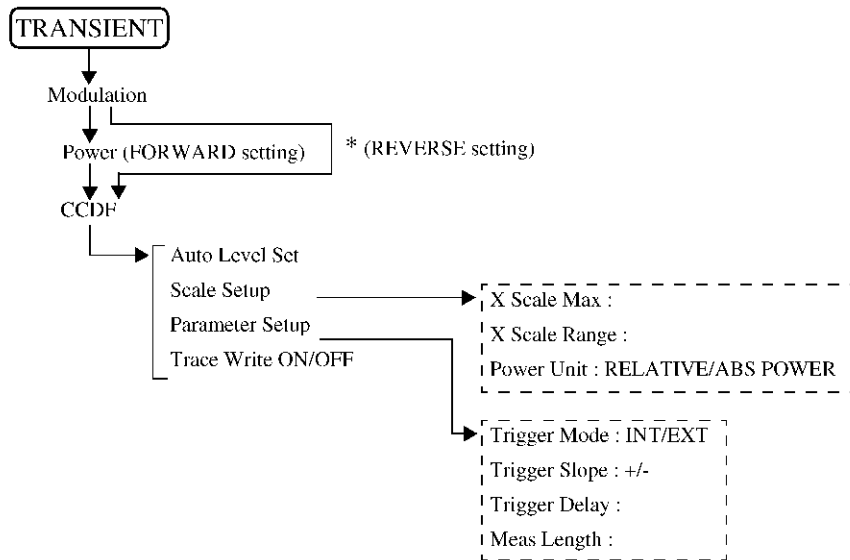 TRANSIENT
Modulation
Power (FORWARD setting)
* (REVERSE setting)
CCDF
Auto Level Set
Scale Setup
Parameter Setup
Trace Write ON/OFF
X Scale Max :
X Scale Range :
Power Unit : RELATIVE/ABS POWER
Trigger Mode : INT/EXT
Trigger Slope : +/-
Trigger Delay :
Meas Length :